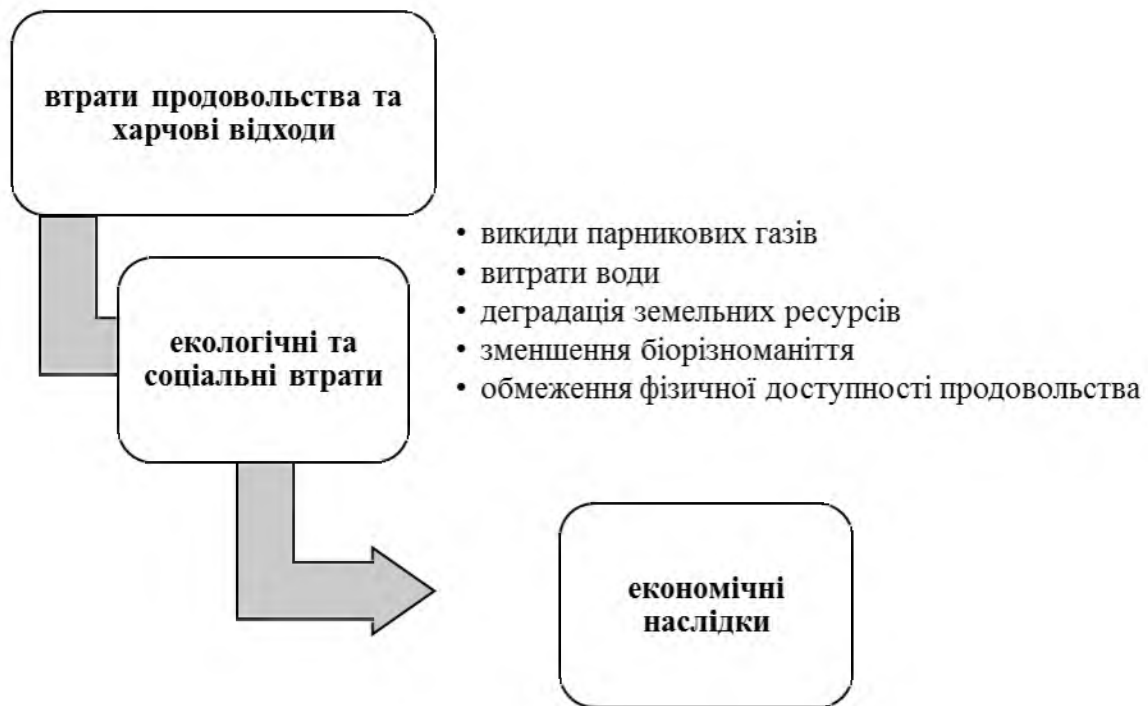 втрати продовольства та
харчові відходи
• викиди парникових газів
• витрати води
• деградація земельних ресурсів
• зменшення біорізноманіття
• обмеження фізичної доступності продовольства
екологічні та
соціальні втрати
економічні
наслідки